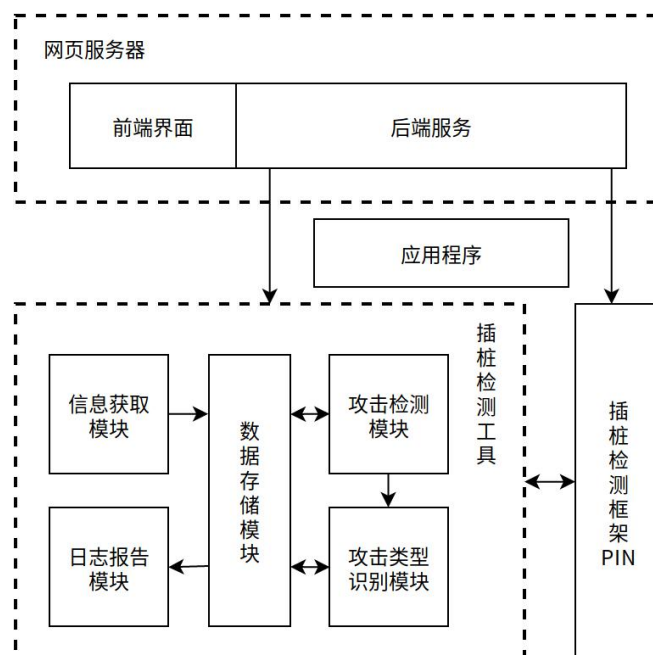 网页服务器
前端界面
后端服务
应用程序
插
桩
检
测
工
具
信息获取
模块
数
据
存
储
模
块
攻击检测
模块
日志报告
模块
攻击类型
识别模块
插
桩
检
测
框
架
PIN